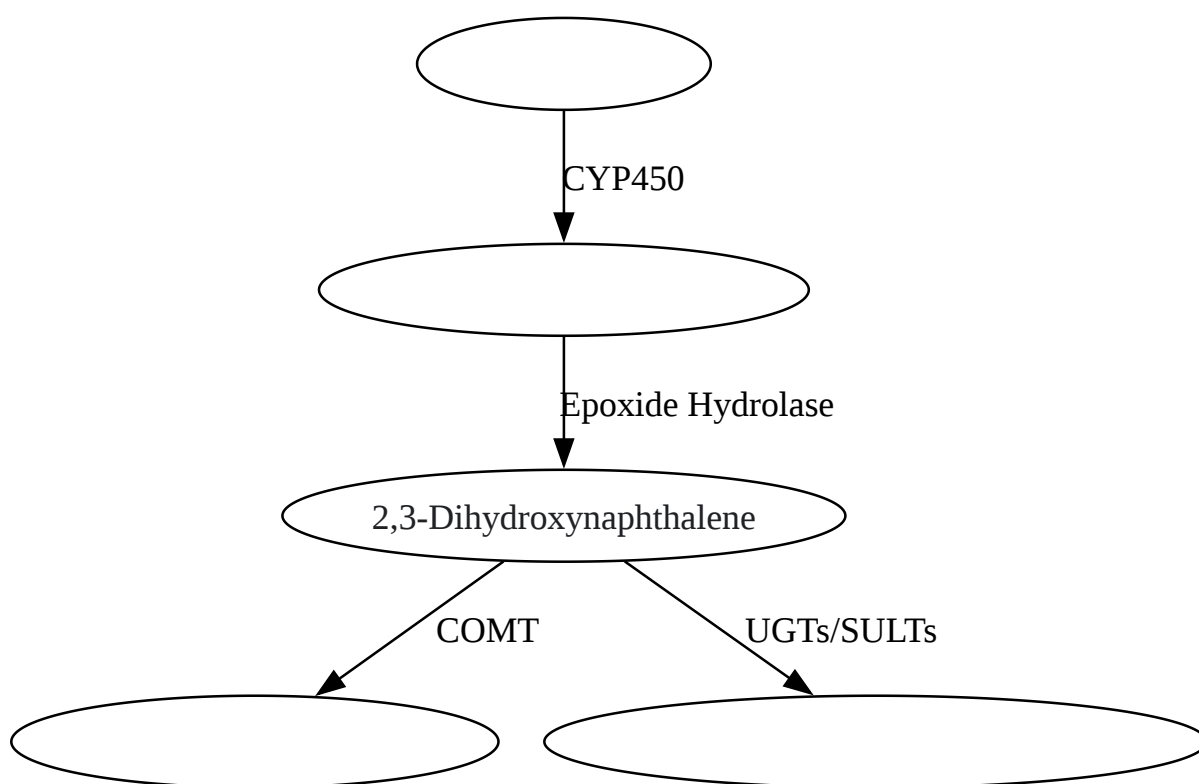 CYP450
Epoxide Hydrolase
2,3-Dihydroxynaphthalene
COMT
UGTs/SULTs